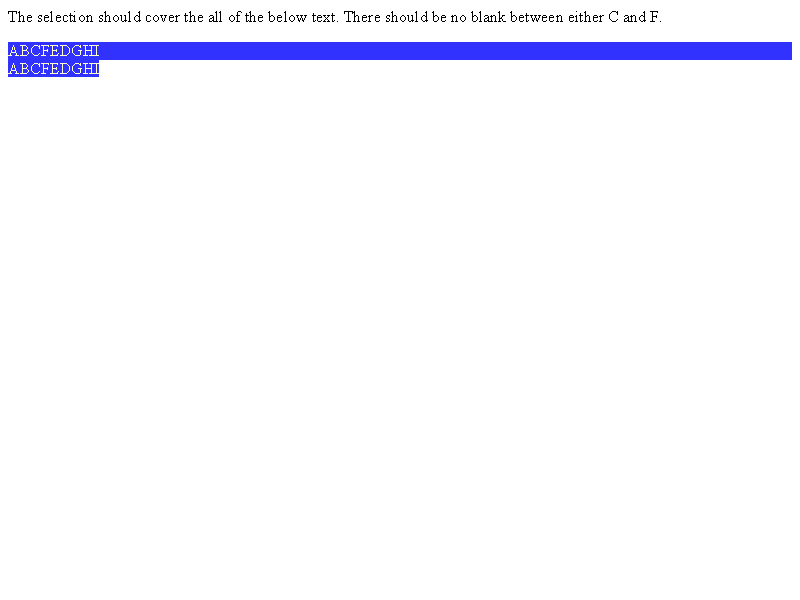 The selection should cover the all of the below text. There should be no blank between either C and F.
ABCFEDGHI
ABCFEDGHI